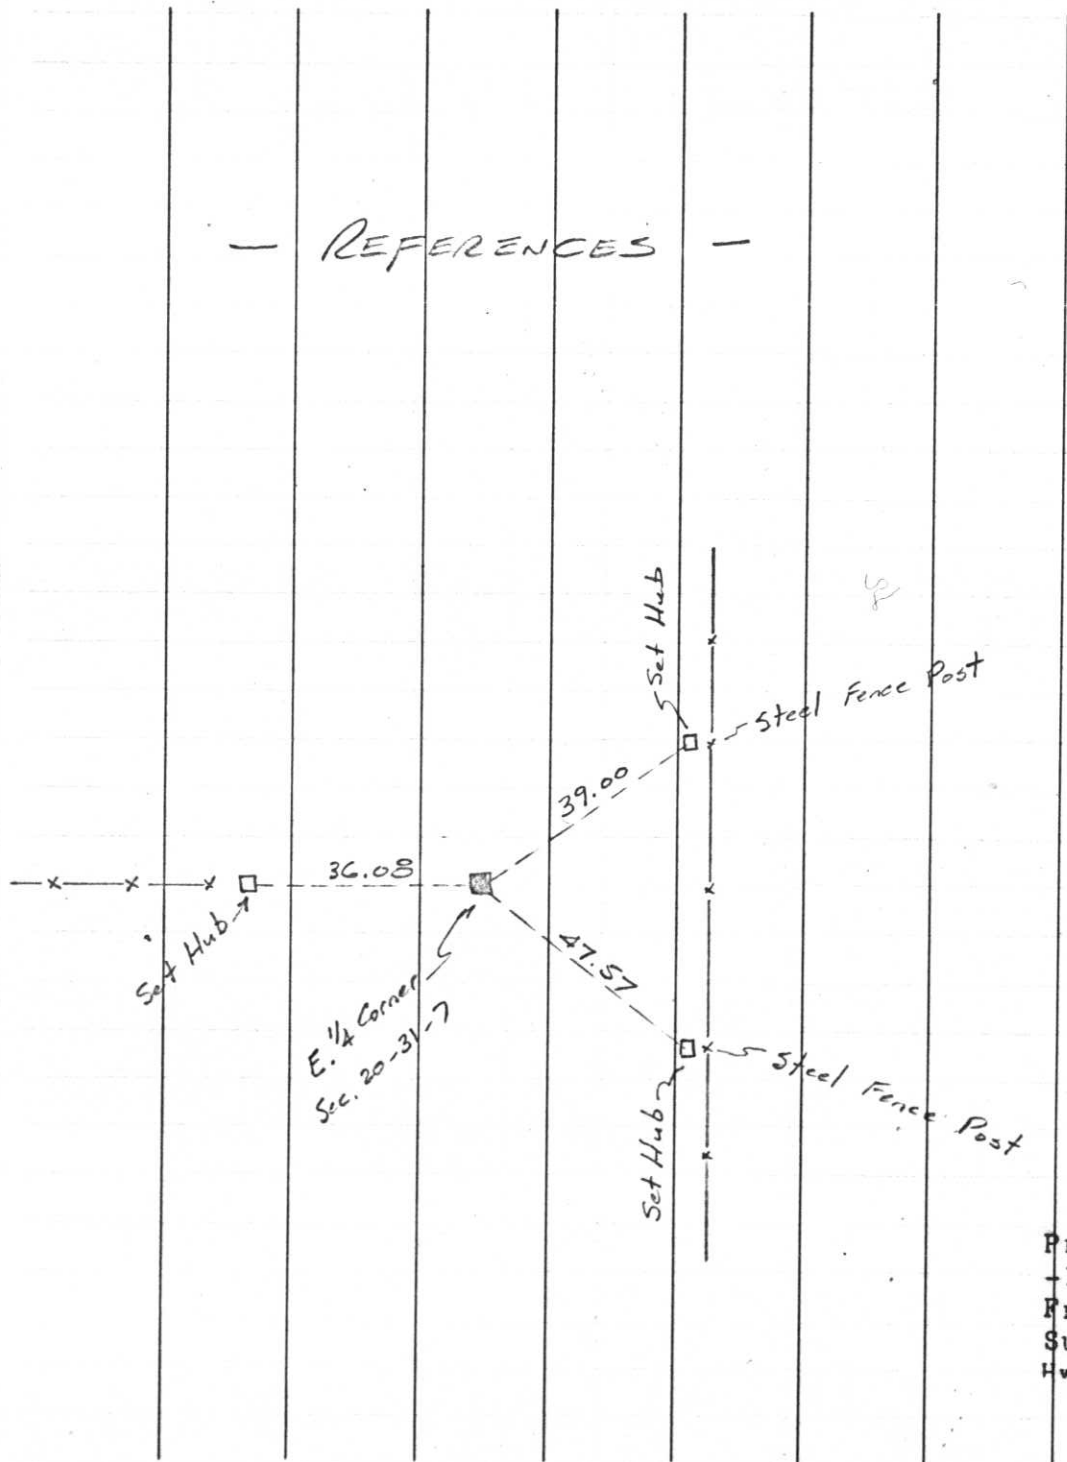 — REFERENCES —
Set Hub
Steel Fence Post
39.00
36.08
Set Hub
47.57
E. 1/4 Corner
Sec. 20-31-7
Steel Fence Post
Set Hub